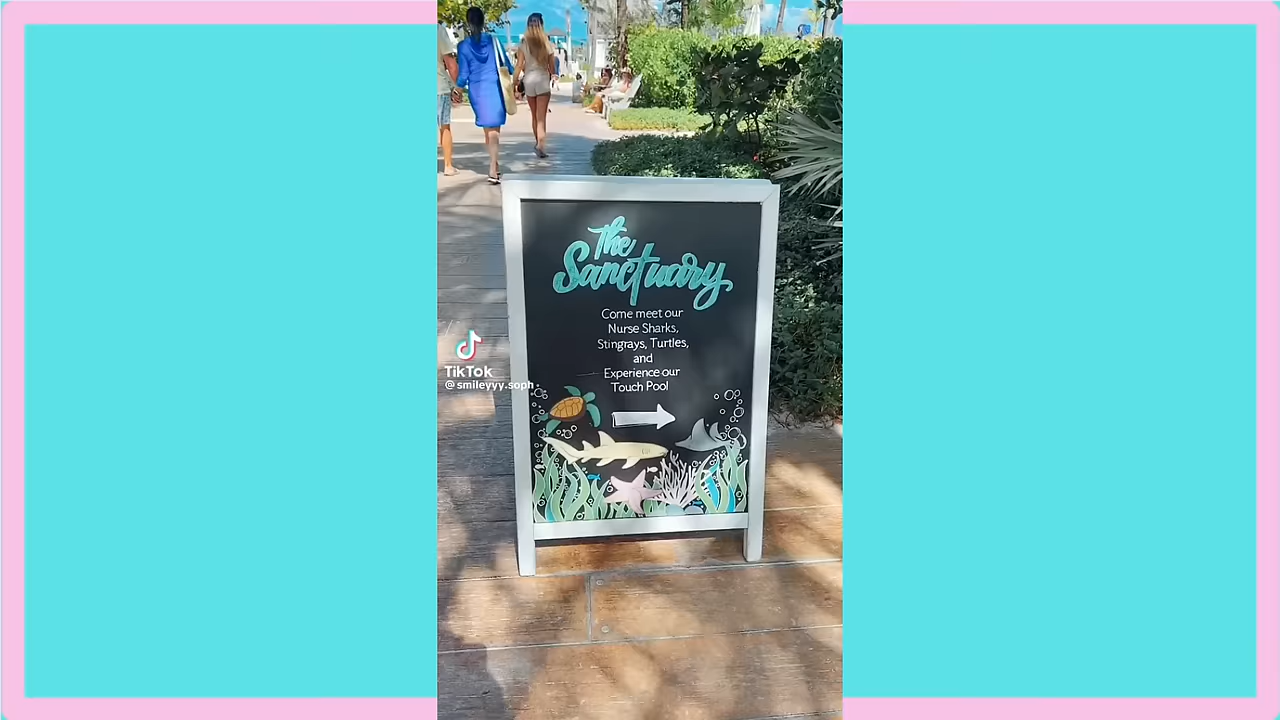 the
Sanctuary
Come meet our
Nurse Sharks,
Stingrays, Turtles,
and
Experience our
Touch Pool
TikTok
@smileyyy.soph